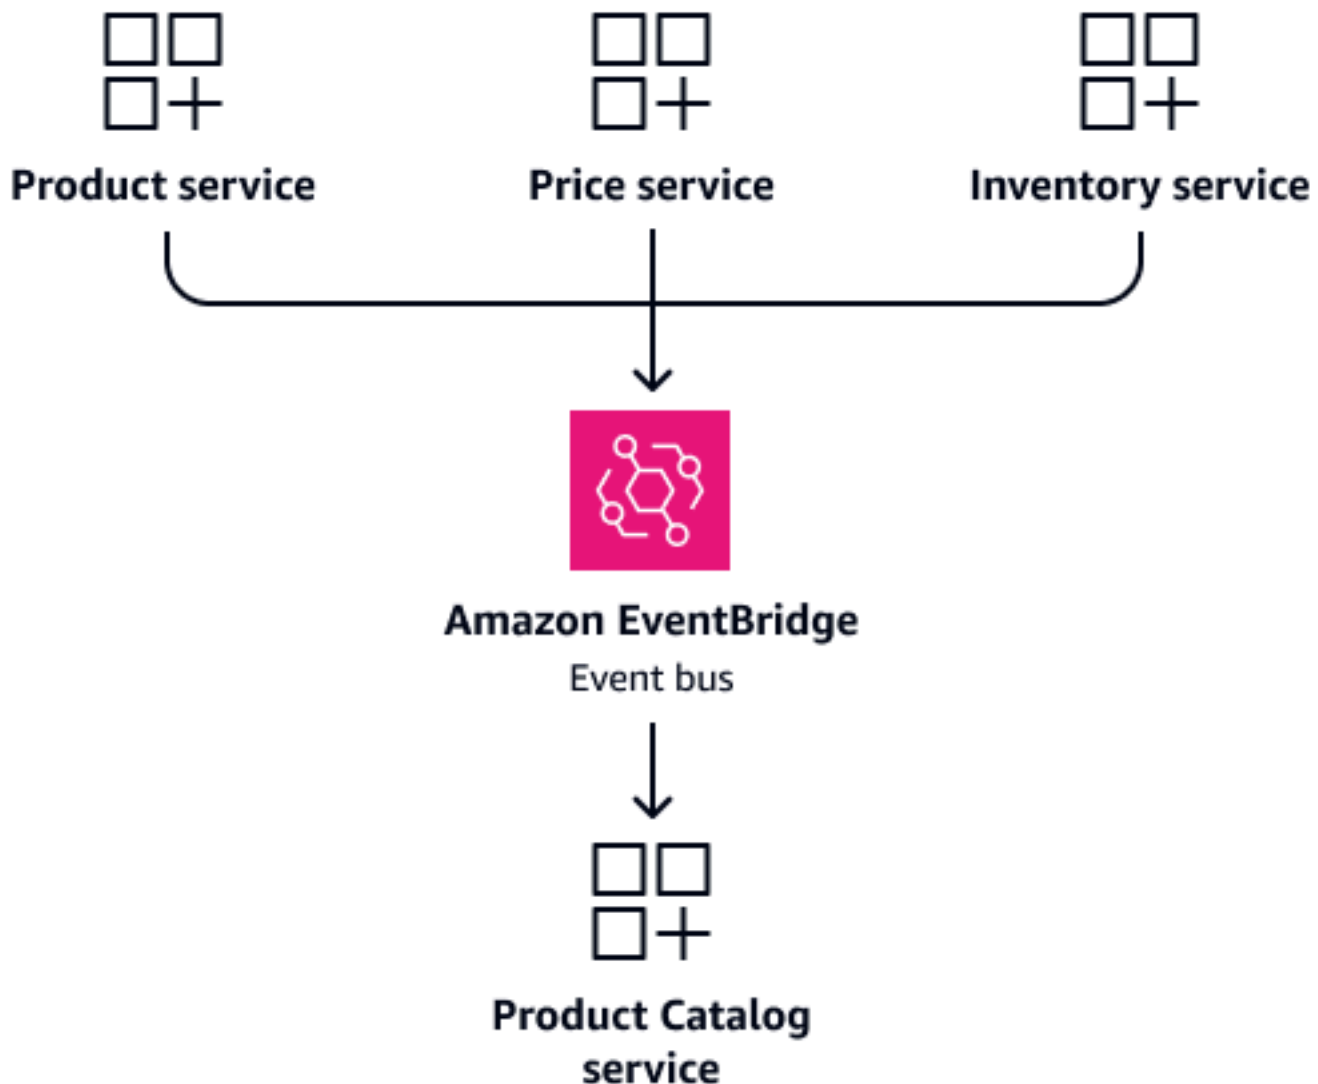 Product service
Price service
Inventory service
Amazon EventBridge
Event bus
Product Catalog
service